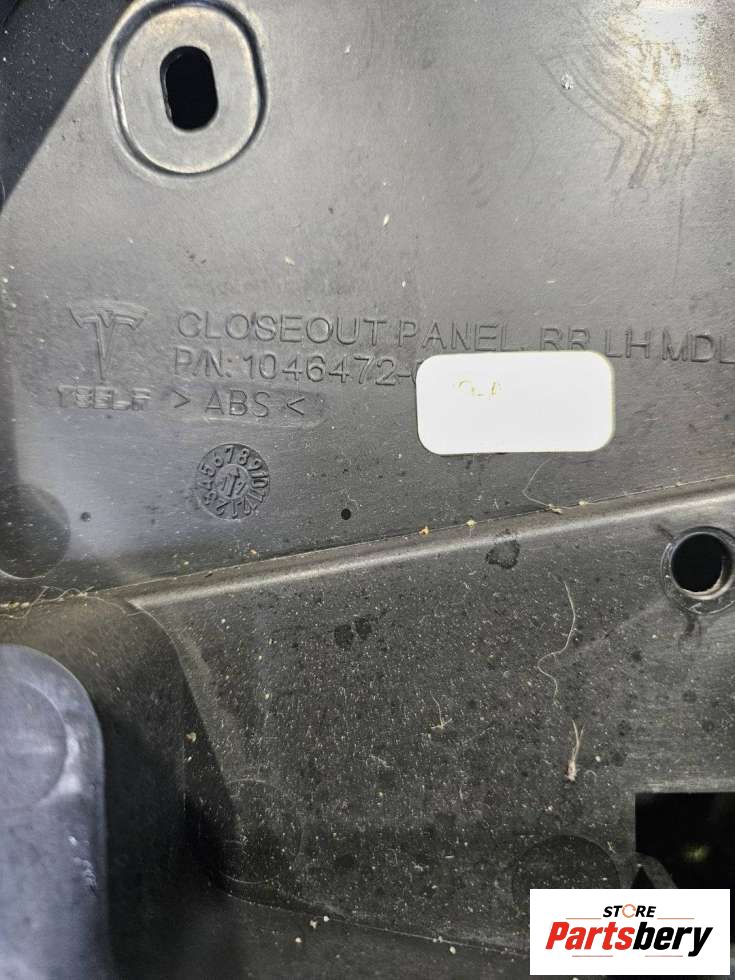 CLOSEOUT PANEL, RR LH MDL
P/N: 1046472-
> ABS <
STORE
Partsbery